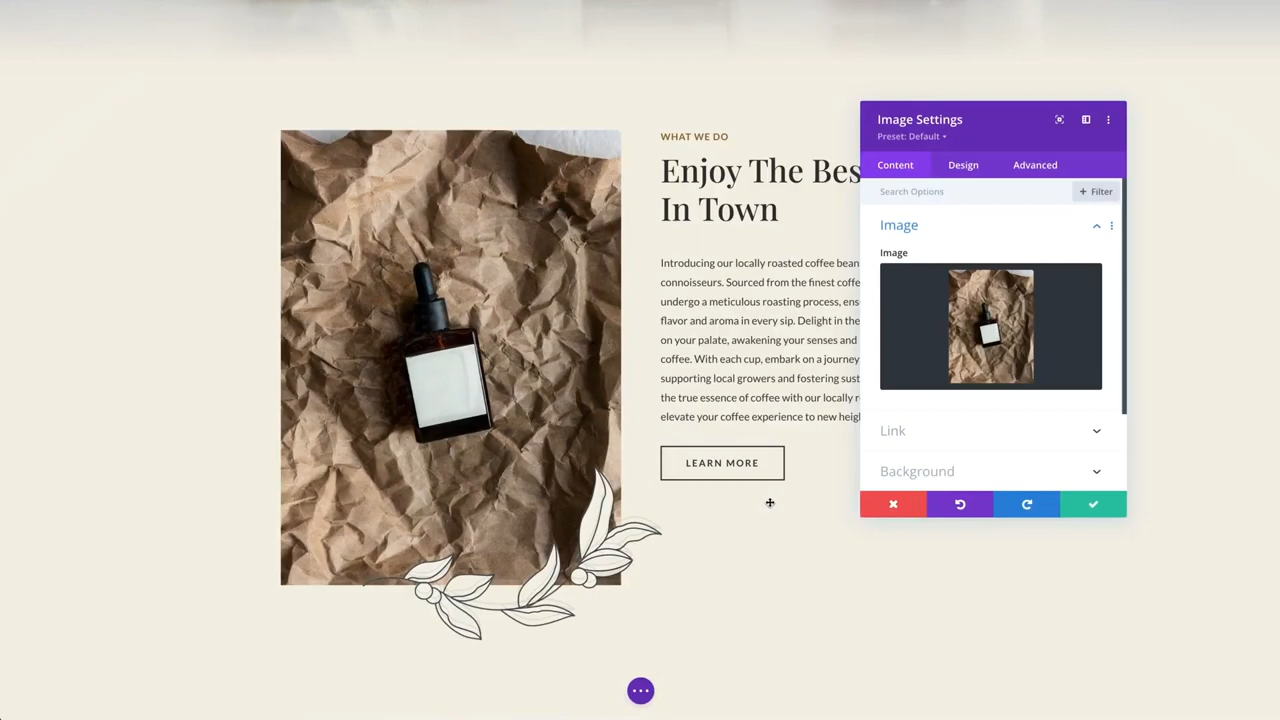 WHAT WE DO
Enjoy The Bes
In Town
Introducing our locally roasted coffee bean
connoisseurs. Sourced from the finest coffe
undergo a meticulous roasting process, ens
flavor and aroma in every sip. Delight in the
on your palate, awakening your senses and
coffee. With each cup, embark on a journey
supporting local growers and fostering sust
the true essence of coffee with our locally r
elevate your coffee experience to new heigh
LEARN MORE
Image Settings
Preset: Default
Content Design Advanced
Search Options + Filter
Image
Image
Link
Background